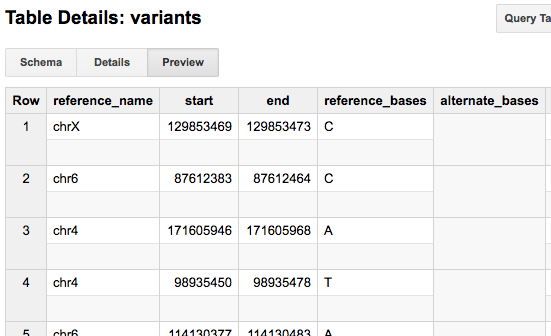 Table Details: variants
Query Ta
Schema Details Preview
Row reference_name start end reference_bases alternate_bases
1 chrX 129853469 129853473 C
2 chr6 87612383 87612464 C
3 chr4 171605946 171605968 A
4 chr4 98935450 98935478 T
5 chr6 114130377 114130483 A